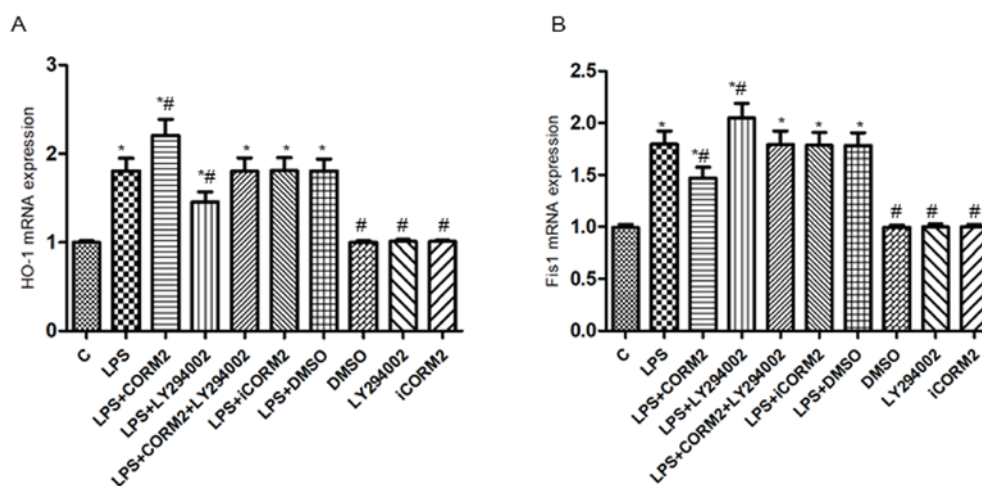 A
HO-1 mRNA expression
3
2
1
0
*
*#
*#
*
*
*
#
#
#
C
LPS
LPS+CORM2
LPS+LY294002
LPS+CORM2+LY294002
LPS+iCORM2
LPS+DMSO
DMSO
LY294002
iCORM2
B
Fis1 mRNA expression
2.5
2.0
1.5
1.0
0.5
0.0
*
*#
*#
*
*
*
#
#
#
C
LPS
LPS+CORM2
LPS+LY294002
LPS+CORM2+LY294002
LPS+iCORM2
LPS+DMSO
DMSO
LY294002
iCORM2